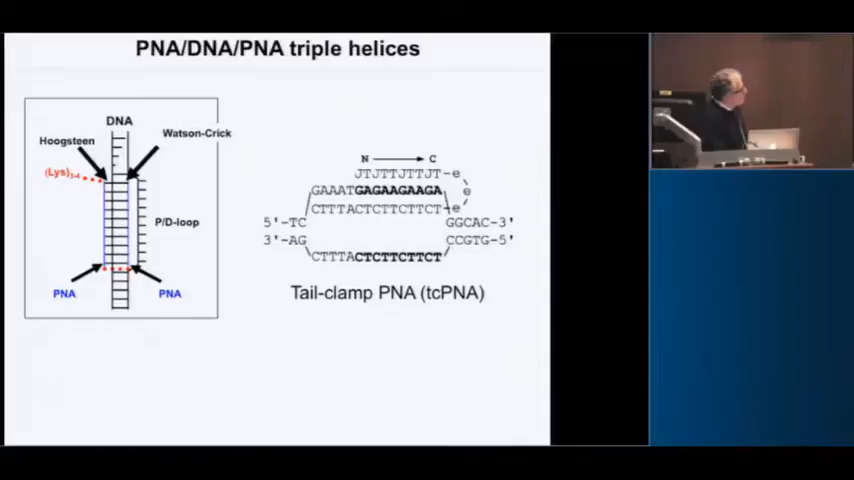 PNA/DNA/PNA triple helices
DNA
Hoogsteen
Watson-Crick
P/D-loop
PNA
PNA
N
C
JTJTTJTTJT-e
e
GAAATGAGAAGAAGA
CTTTACTCTTCTTCT
e
5'-TC
GGCAC-3'
3'-AG
CCGTG-5'
CTTTACTCTTCTTCT
Tail-clamp PNA (tcPNA)